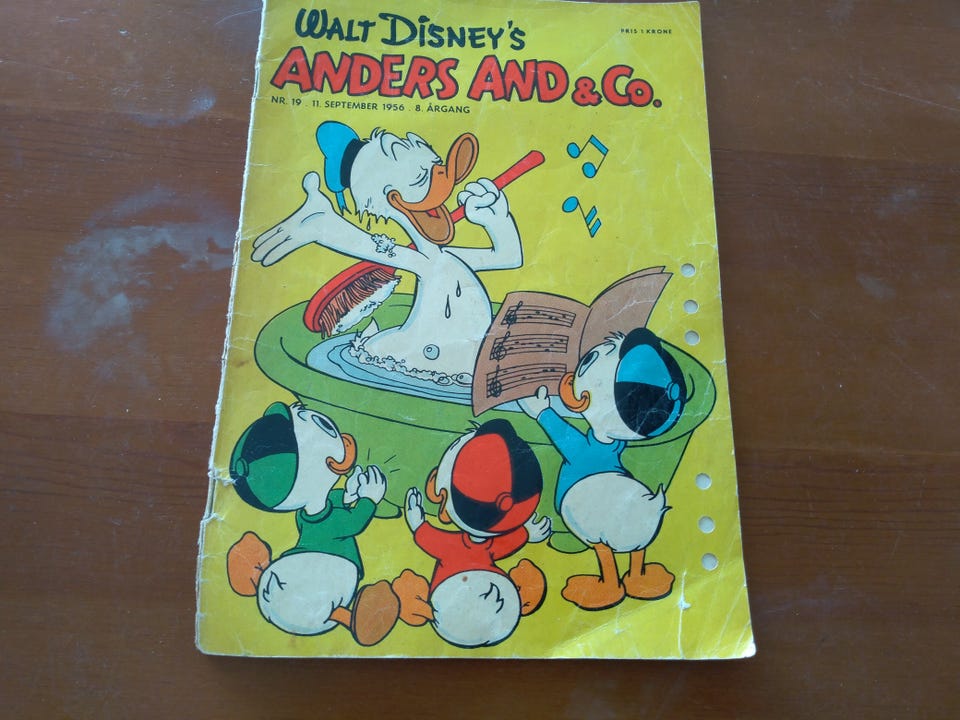 WALT DISNEY'S
PRIS 1 KRONE
ANDERS AND & Co.
NR. 19 . 11. SEPTEMBER 1956 . 8. ÅRGANG